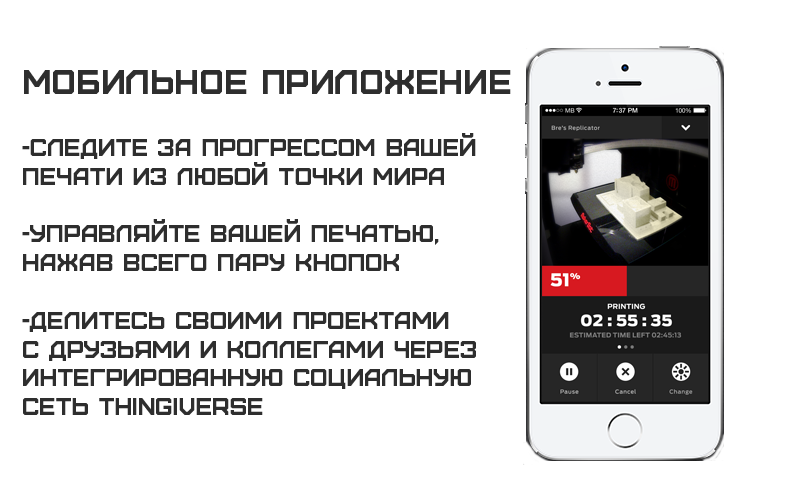 МОБИЛЬНОЕ ПРИЛОЖЕНИЕ
-СЛЕДИТЕ ЗА ПРОГРЕССОМ ВАШЕЙ
ПЕЧАТИ ИЗ ЛЮБОЙ ТОЧКИ МИРА
-УПРАВЛЯЙТЕ ВАШЕЙ ПЕЧАТЬЮ,
НАЖАВ ВСЕГО ПАРУ КНОПОК
-ДЕЛИТЕСЬ СВОИМИ ПРОЕКТАМИ
С ДРУЗЬЯМИ И КОЛЛЕГАМИ ЧЕРЕЗ
ИНТЕГРИРОВАННУЮ СОЦИАЛЬНУЮ
СЕТЬ THINGIVERSE
MB 7:37 PM 100%
Bre's Replicator
51%
PRINTING
02:55:35
ESTIMATED TIME LEFT 02:45:13
Pause Cancel Change